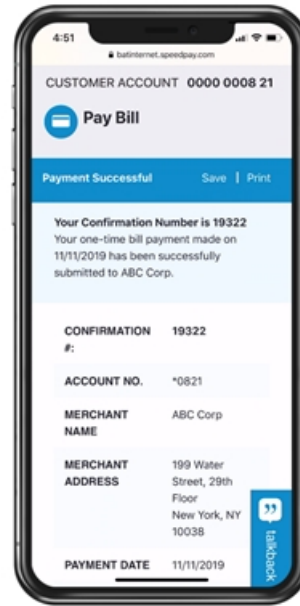 4:51
batinternet.speedpay.com
CUSTOMER ACCOUNT 0000 0008 21
Pay Bill
Payment Successful Save | Print
Your Confirmation Number is 19322
Your one-time bill payment made on
11/11/2019 has been successfully
submitted to ABC Corp.
CONFIRMATION 19322
#:
ACCOUNT NO. *0821
MERCHANT ABC Corp
NAME
MERCHANT 199 Water
ADDRESS Street, 29th
Floor
New York, NY
10038
PAYMENT DATE 11/11/2019
talkback